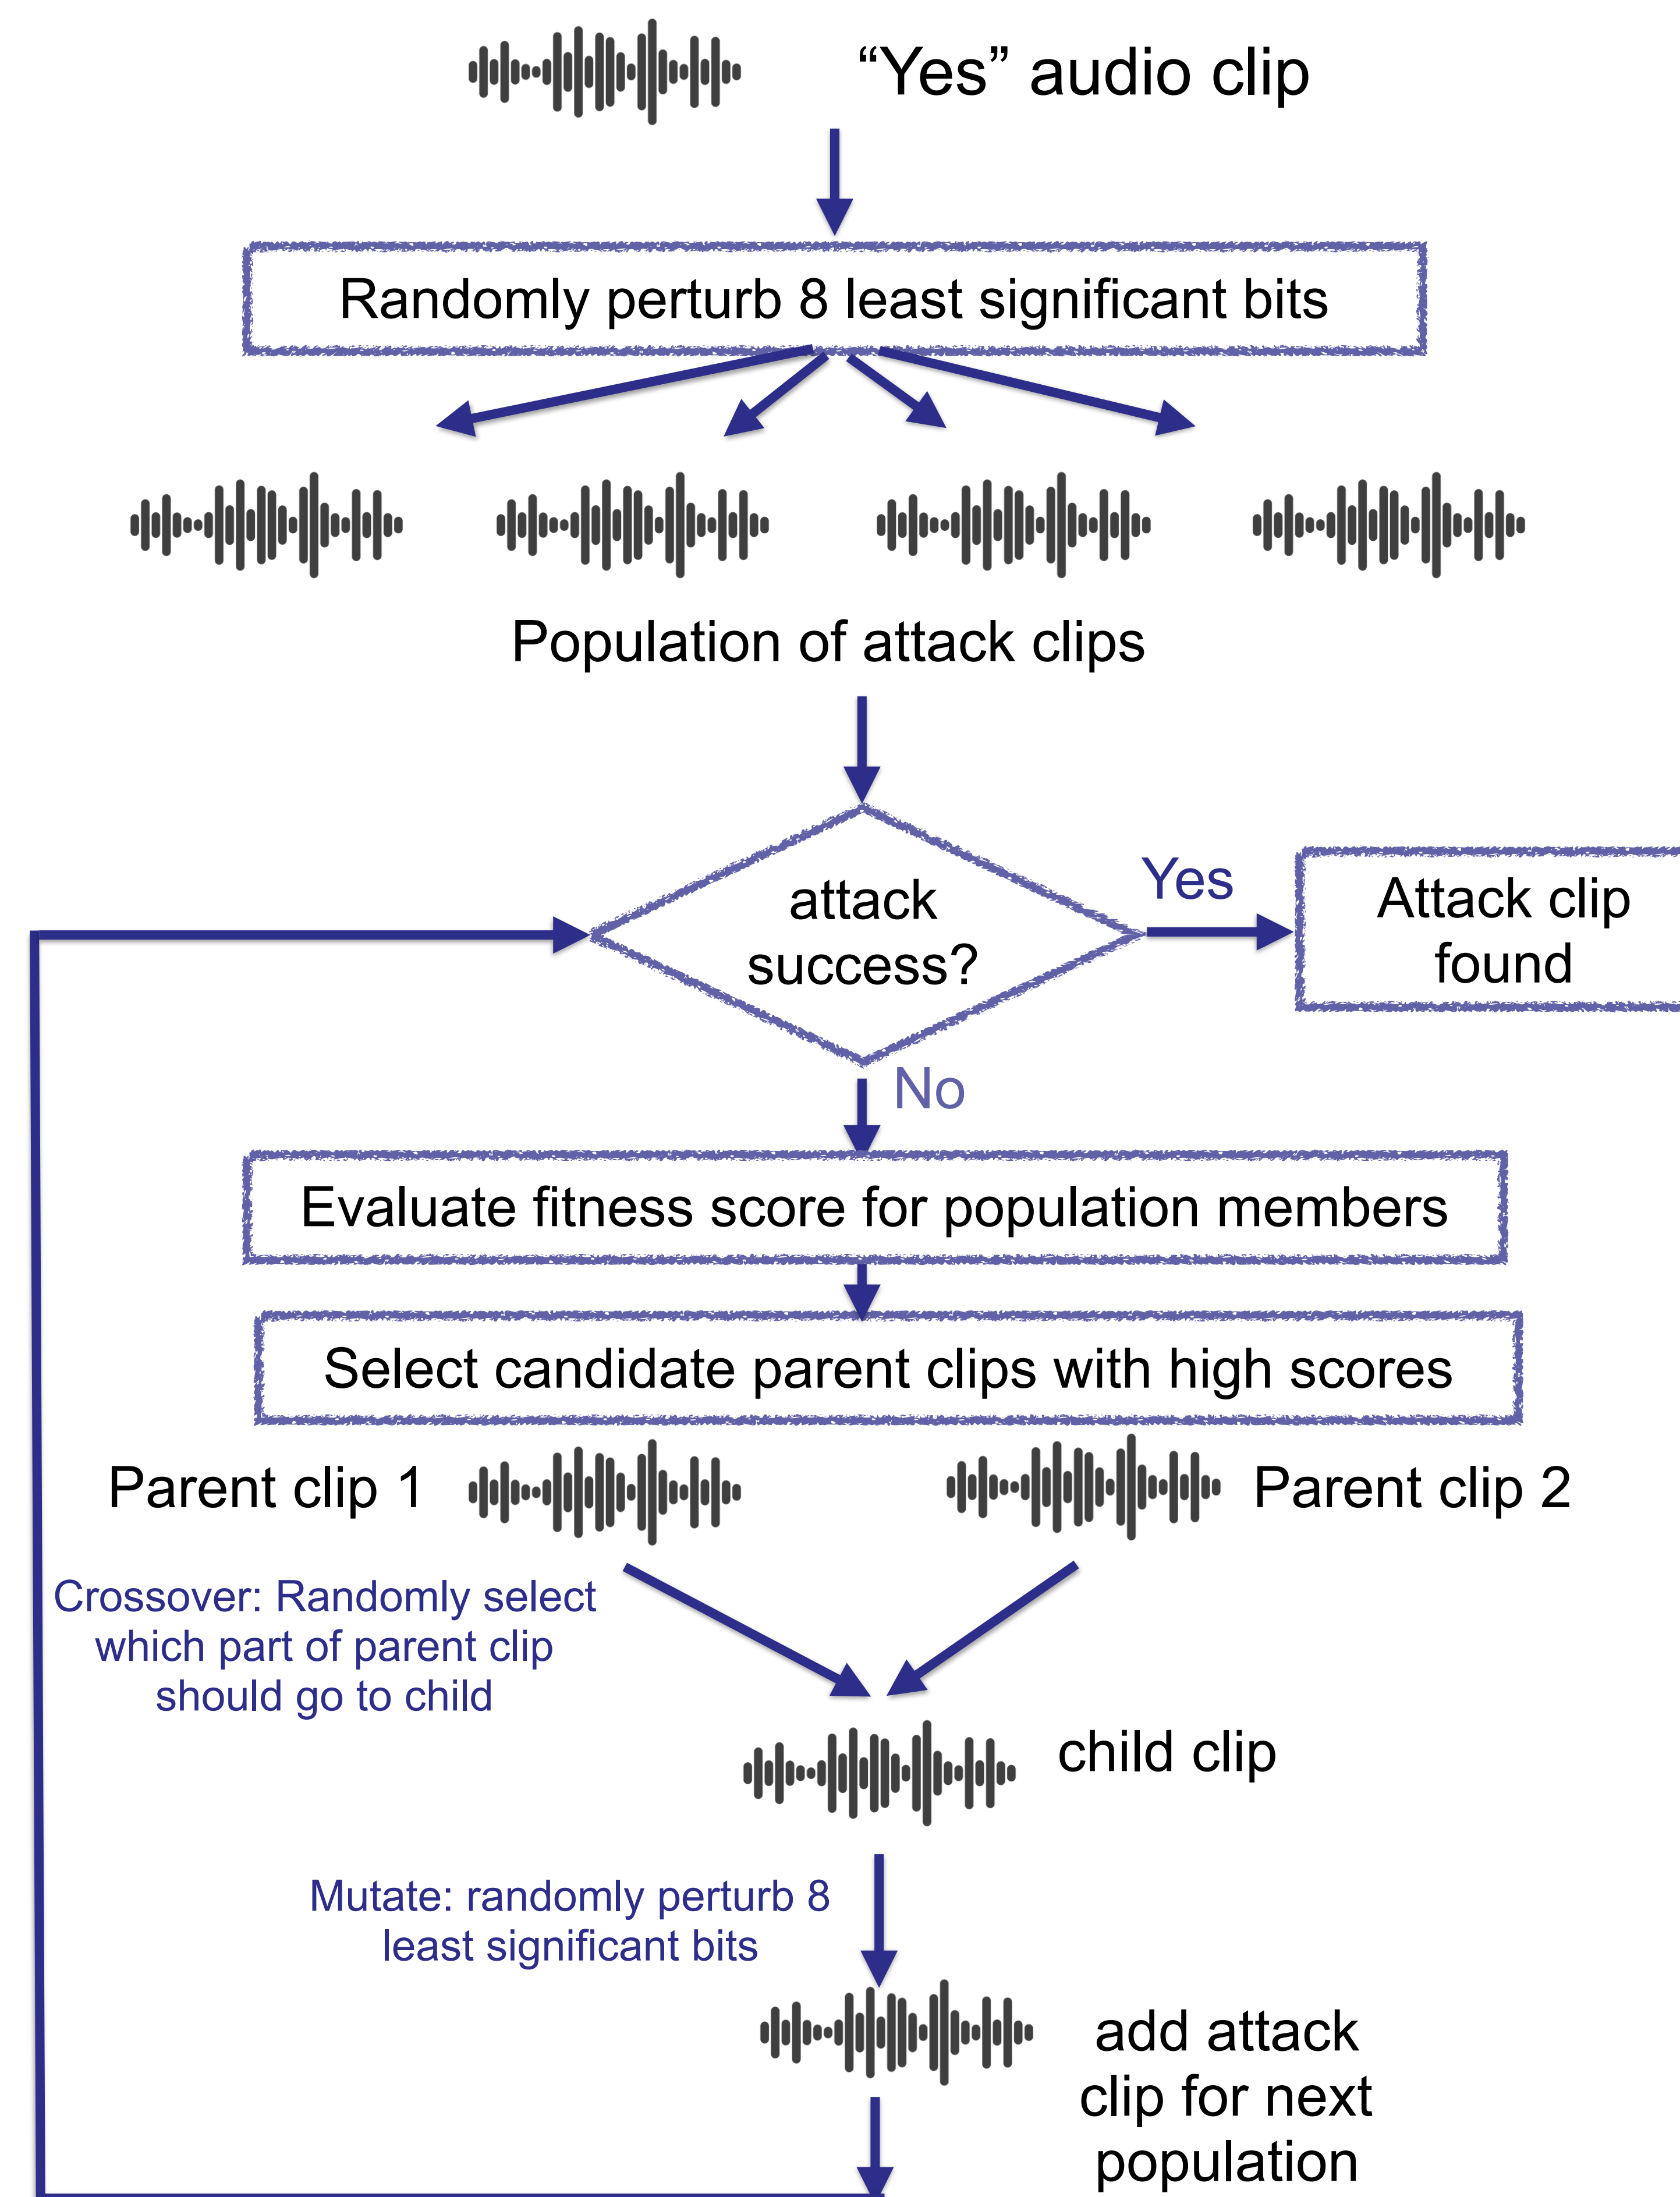 “Yes” audio clip
Randomly perturb 8 least significant bits
Population of attack clips
attack
success?
Yes
Attack clip
found
No
Evaluate fitness score for population members
Select candidate parent clips with high scores
Parent clip 1
Parent clip 2
Crossover: Randomly select
which part of parent clip
should go to child
child clip
Mutate: randomly perturb 8
least significant bits
add attack
clip for next
population